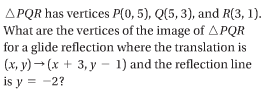 △PQR has vertices P(0, 5), Q(5, 3), and R(3, 1).
What are the vertices of the image of △PQR
for a glide reflection where the translation is
(x, y)→(x + 3, y − 1) and the reflection line
is y = −2?